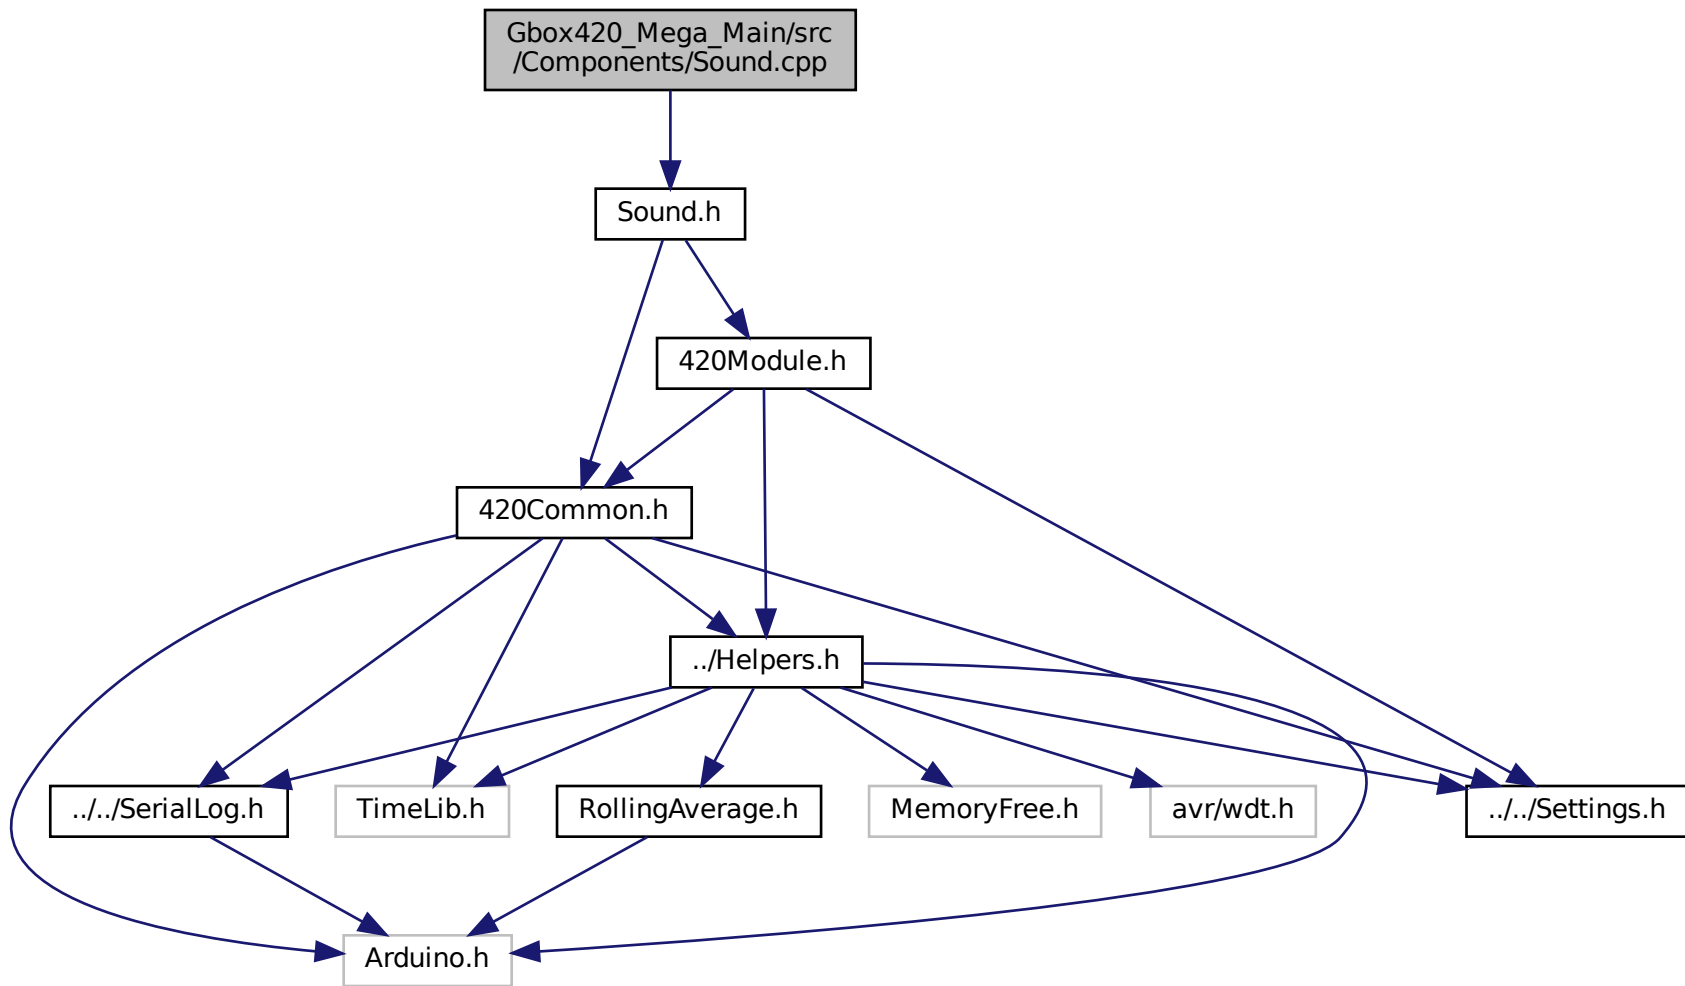 Gbox420_Mega_Main/src
/Components/Sound.cpp
Sound.h
420Module.h
420Common.h
../Helpers.h
../../SerialLog.h
TimeLib.h
RollingAverage.h
MemoryFree.h
avr/wdt.h
../../Settings.h
Arduino.h